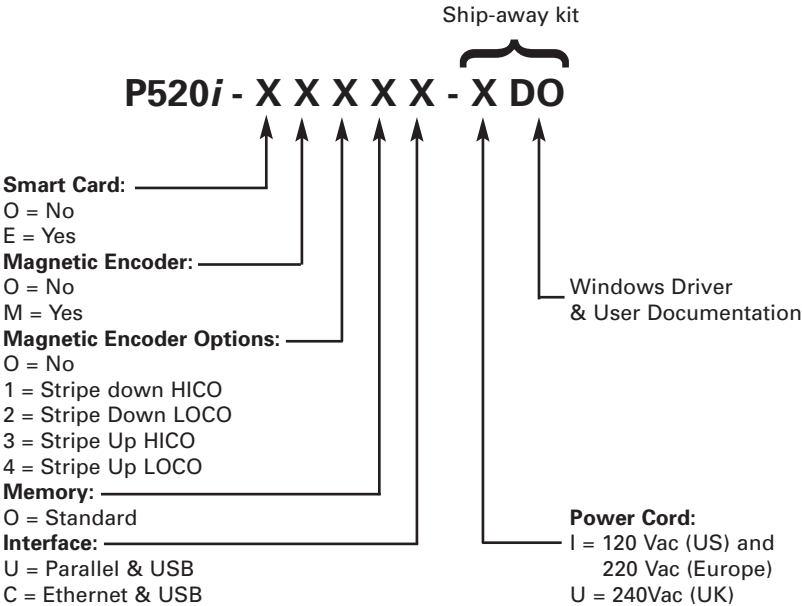 Ship-away kit
P520i - X X X X X - X DO
Smart Card:
O = No
E = Yes
Magnetic Encoder:
O = No
M = Yes
Magnetic Encoder Options:
O = No
1 = Stripe down HICO
2 = Stripe Down LOCO
3 = Stripe Up HICO
4 = Stripe Up LOCO
Memory:
O = Standard
Interface:
U = Parallel & USB
C = Ethernet & USB
Windows Driver
& User Documentation
Power Cord:
I = 120 Vac (US) and
220 Vac (Europe)
U = 240Vac (UK)